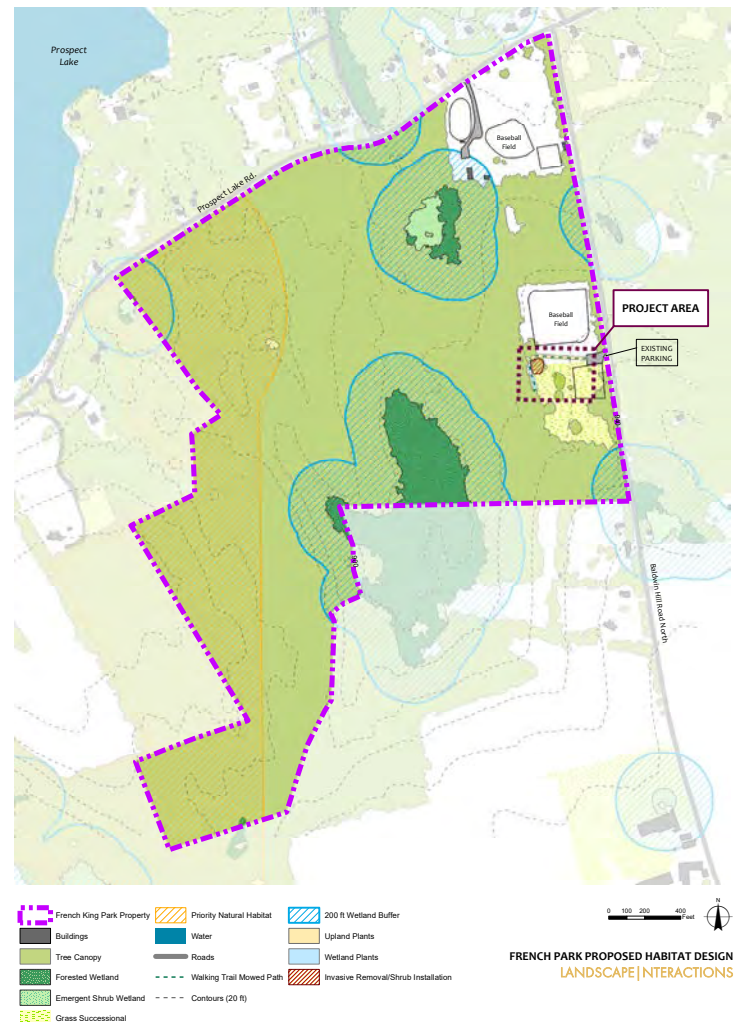 Prospect
Lake
Prospect Lake Rd.
Baseball
Field
Baseball
Field
PROJECT AREA
EXISTING
PARKING
Baldwin Hill Road North
French King Park Property
Buildings
Tree Canopy
Forested Wetland
Emergent Shrub Wetland
Grass Successional
Priority Natural Habitat
Water
Roads
Walking Trail Mowed Path
Contours (20 ft)
200 ft Wetland Buffer
Upland Plants
Wetland Plants
Invasive Removal/Shrub Installation
0 100 200 400
Feet
N
FRENCH PARK PROPOSED HABITAT DESIGN
LANDSCAPE|NTERACTIONS